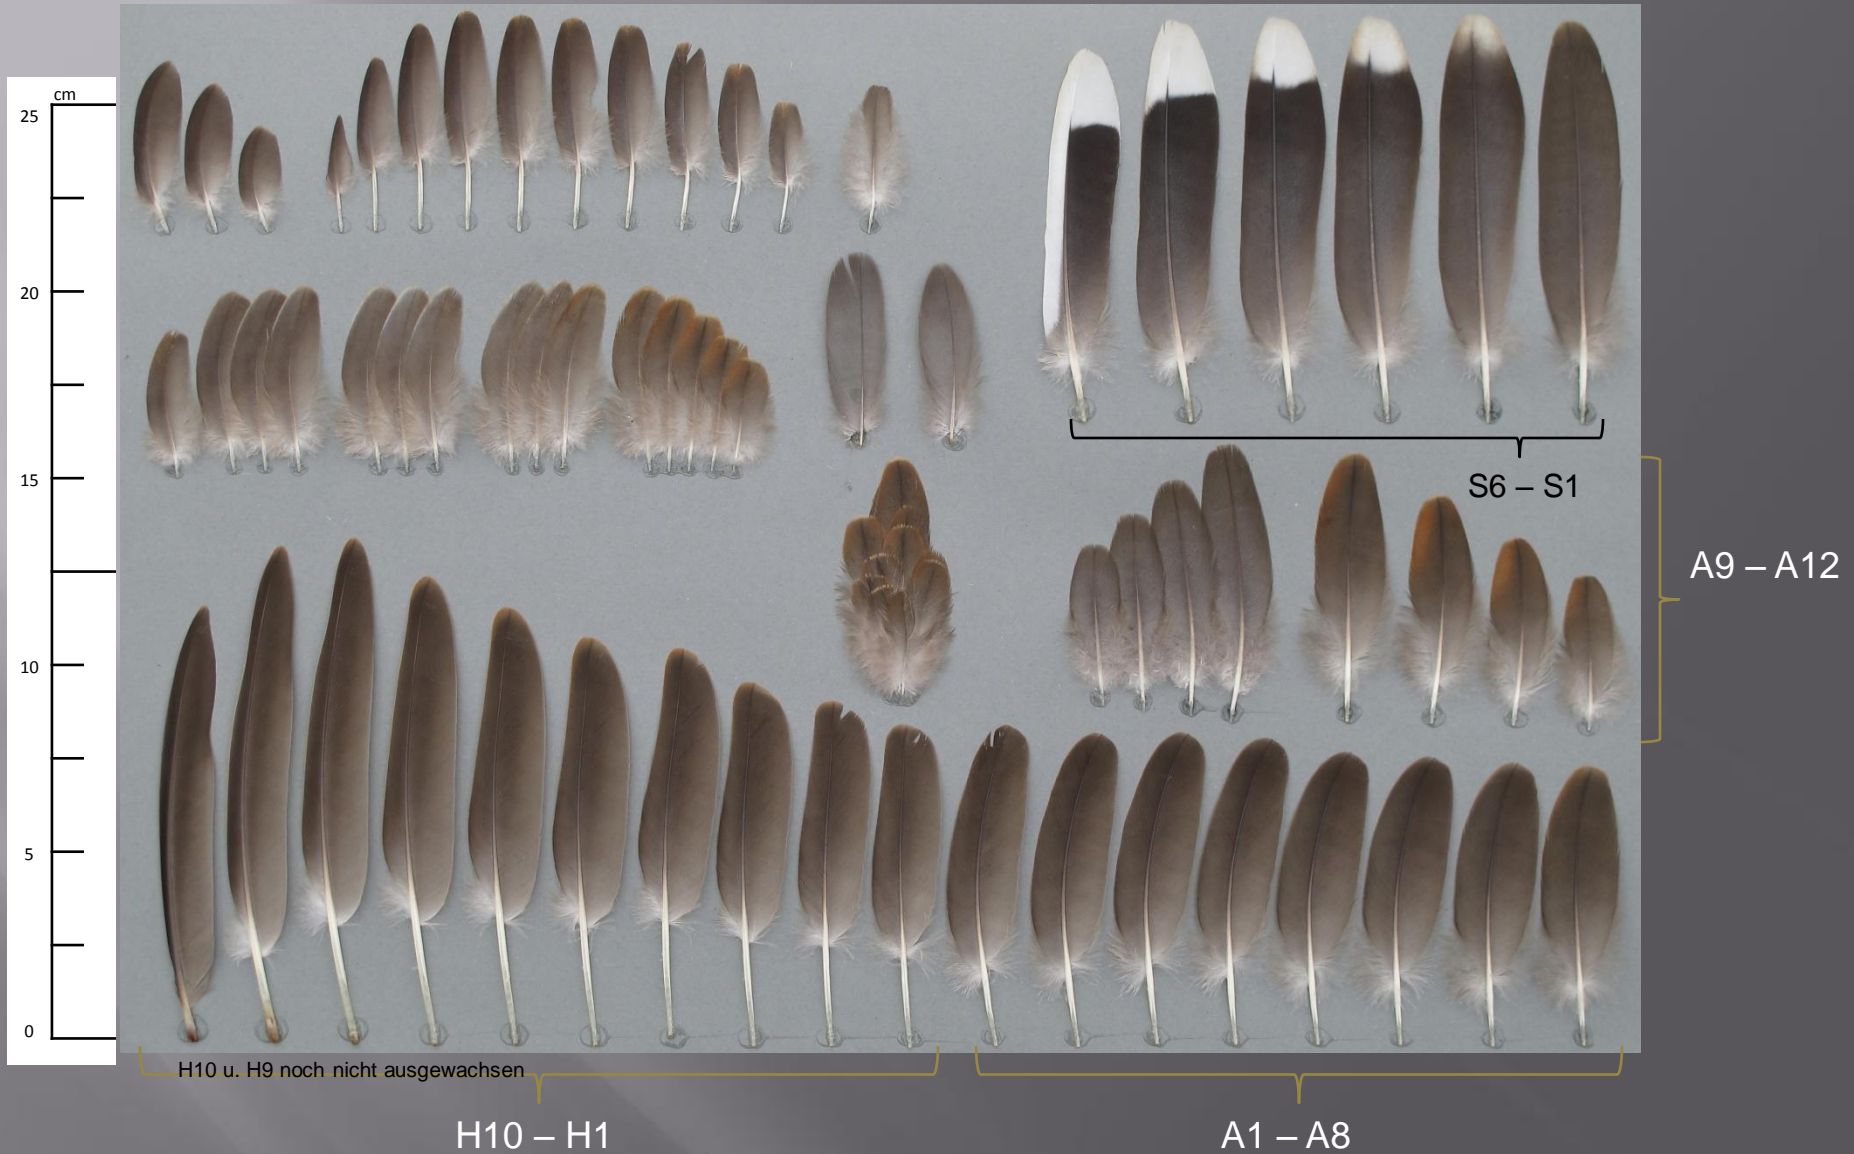 cm
25
20
15
10
5
0
S6 – S1
A9 – A12
H10 u. H9 noch nicht ausgewachsen
H10 – H1
A1 – A8